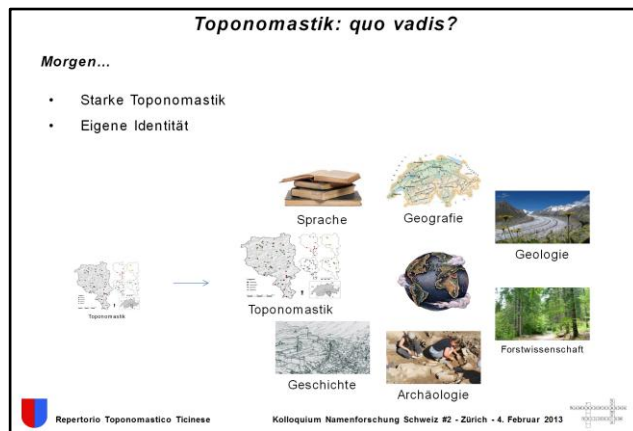 Toponomastik: quo vadis?
Morgen...
• Starke Toponomastik
• Eigene Identität
Sprache
Geografie
Geologie
Toponomastik
Toponomastik
Forstwissenschaft
Geschichte
Archäologie
Repertorio Toponomastico Ticinese
Kolloquium Namenforschung Schweiz #2 - Zürich - 4. Februar 2013